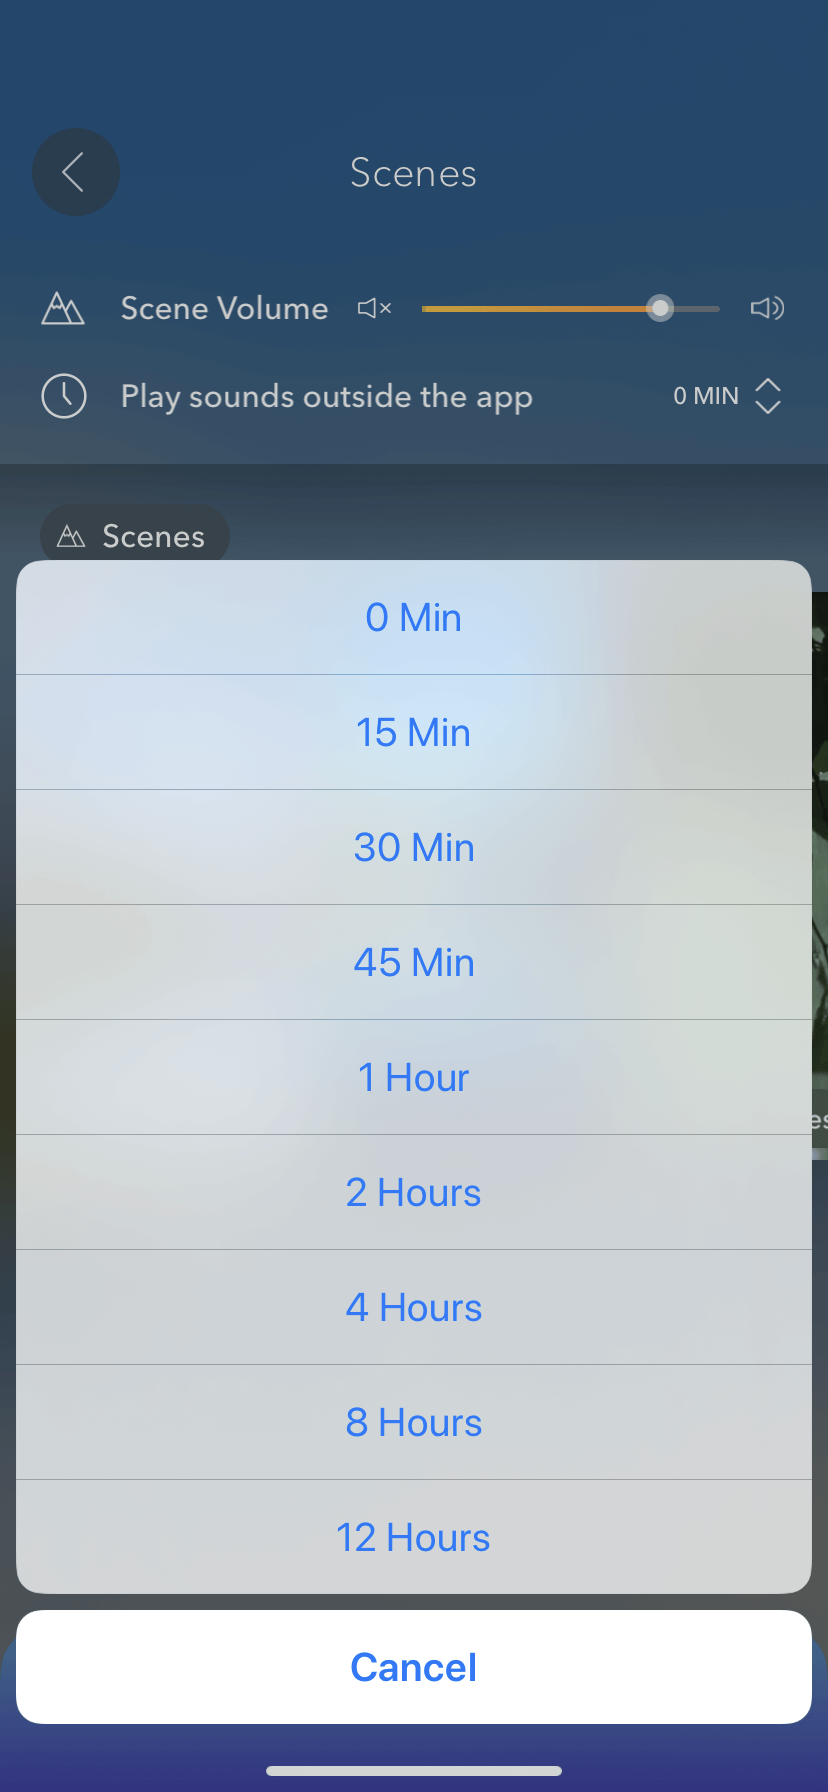 Scenes
Scene Volume
Play sounds outside the app 0 MIN
Scenes
0 Min
15 Min
30 Min
45 Min
1 Hour
es
2 Hours
4 Hours
8 Hours
12 Hours
Cancel